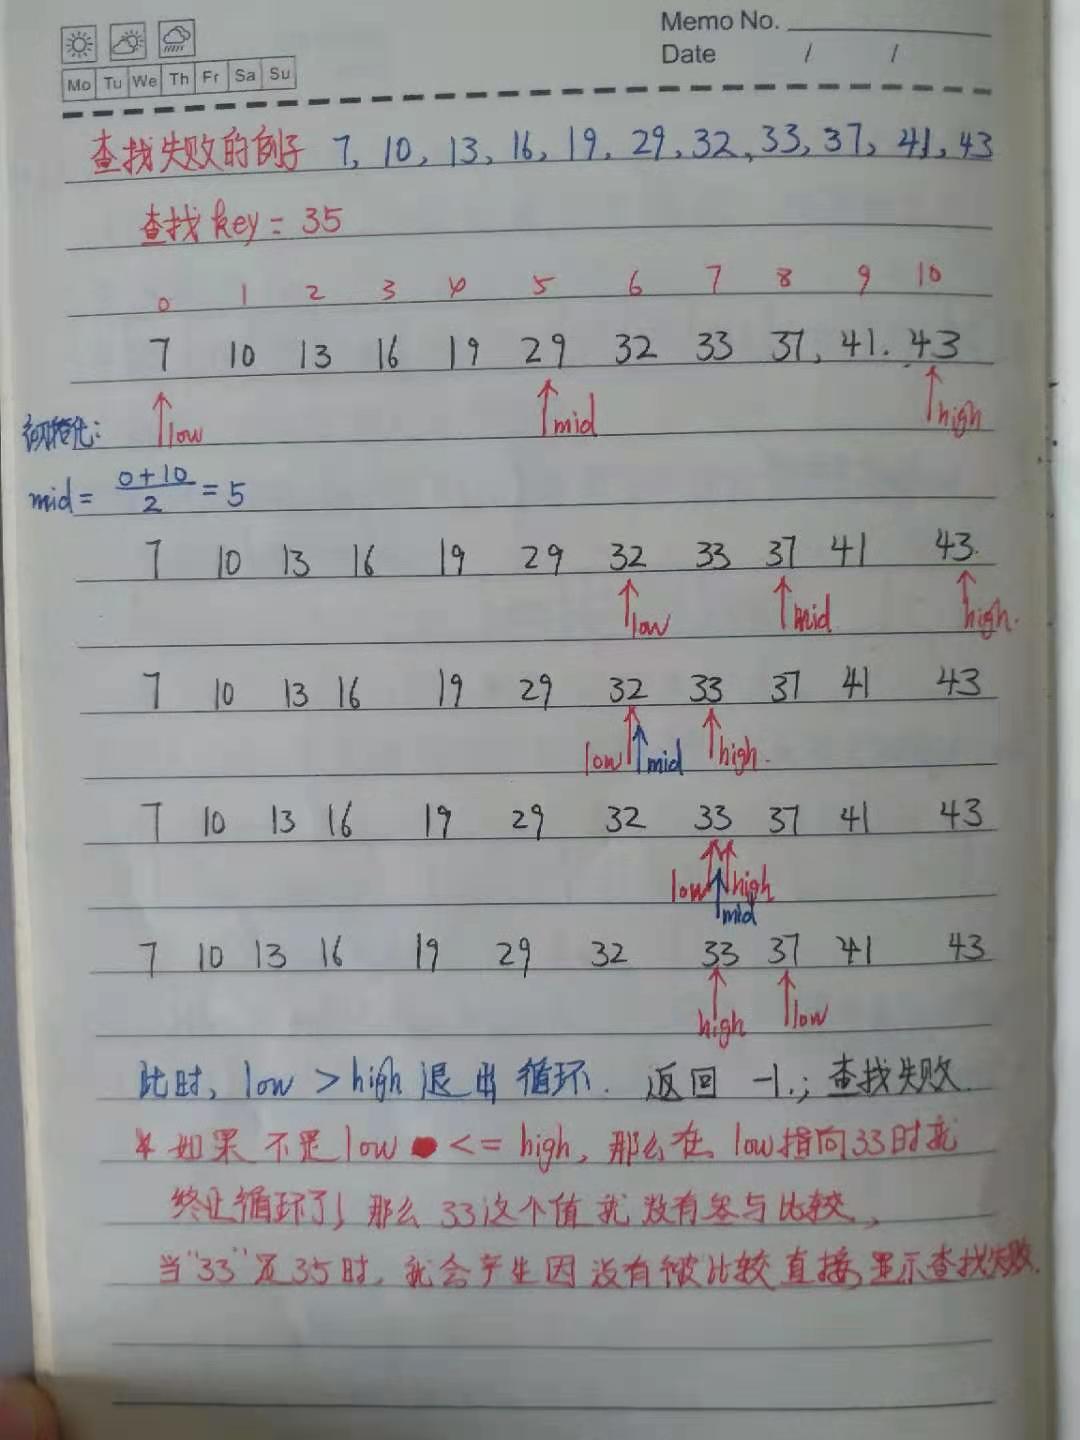 Memo No.
Date / /
Mo Tu We Th Fr Sa Su
查找失败的例子 7, 10, 13, 16, 19, 29, 32, 33, 37, 41, 43
查找key = 35
0 1 2 3 4 5 6 7 8 9 10
7 10 13 16 19 29 32 33 37, 41. 43
初始化: low mid high
mid = 0+10/2 = 5
7 10 13 16 19 29 32 33 37 41 43.
low mid high.
7 10 13 16 19 29 32 33 37 41 43
low mid high.
7 10 13 16 19 29 32 33 37 41 43
low high
mid
7 10 13 16 19 29 32 33 37 41 43
high low
此时, low > high 退出 循环. 返回 -1.; 查找失败.
* 如果 不是 low <= high, 那么在 low指向33时就
终止循环了, 那么 33这个值 就 没有参与比较,
当"33"是35时, 就会产生因 没有被比较 直接 显示查找失败.